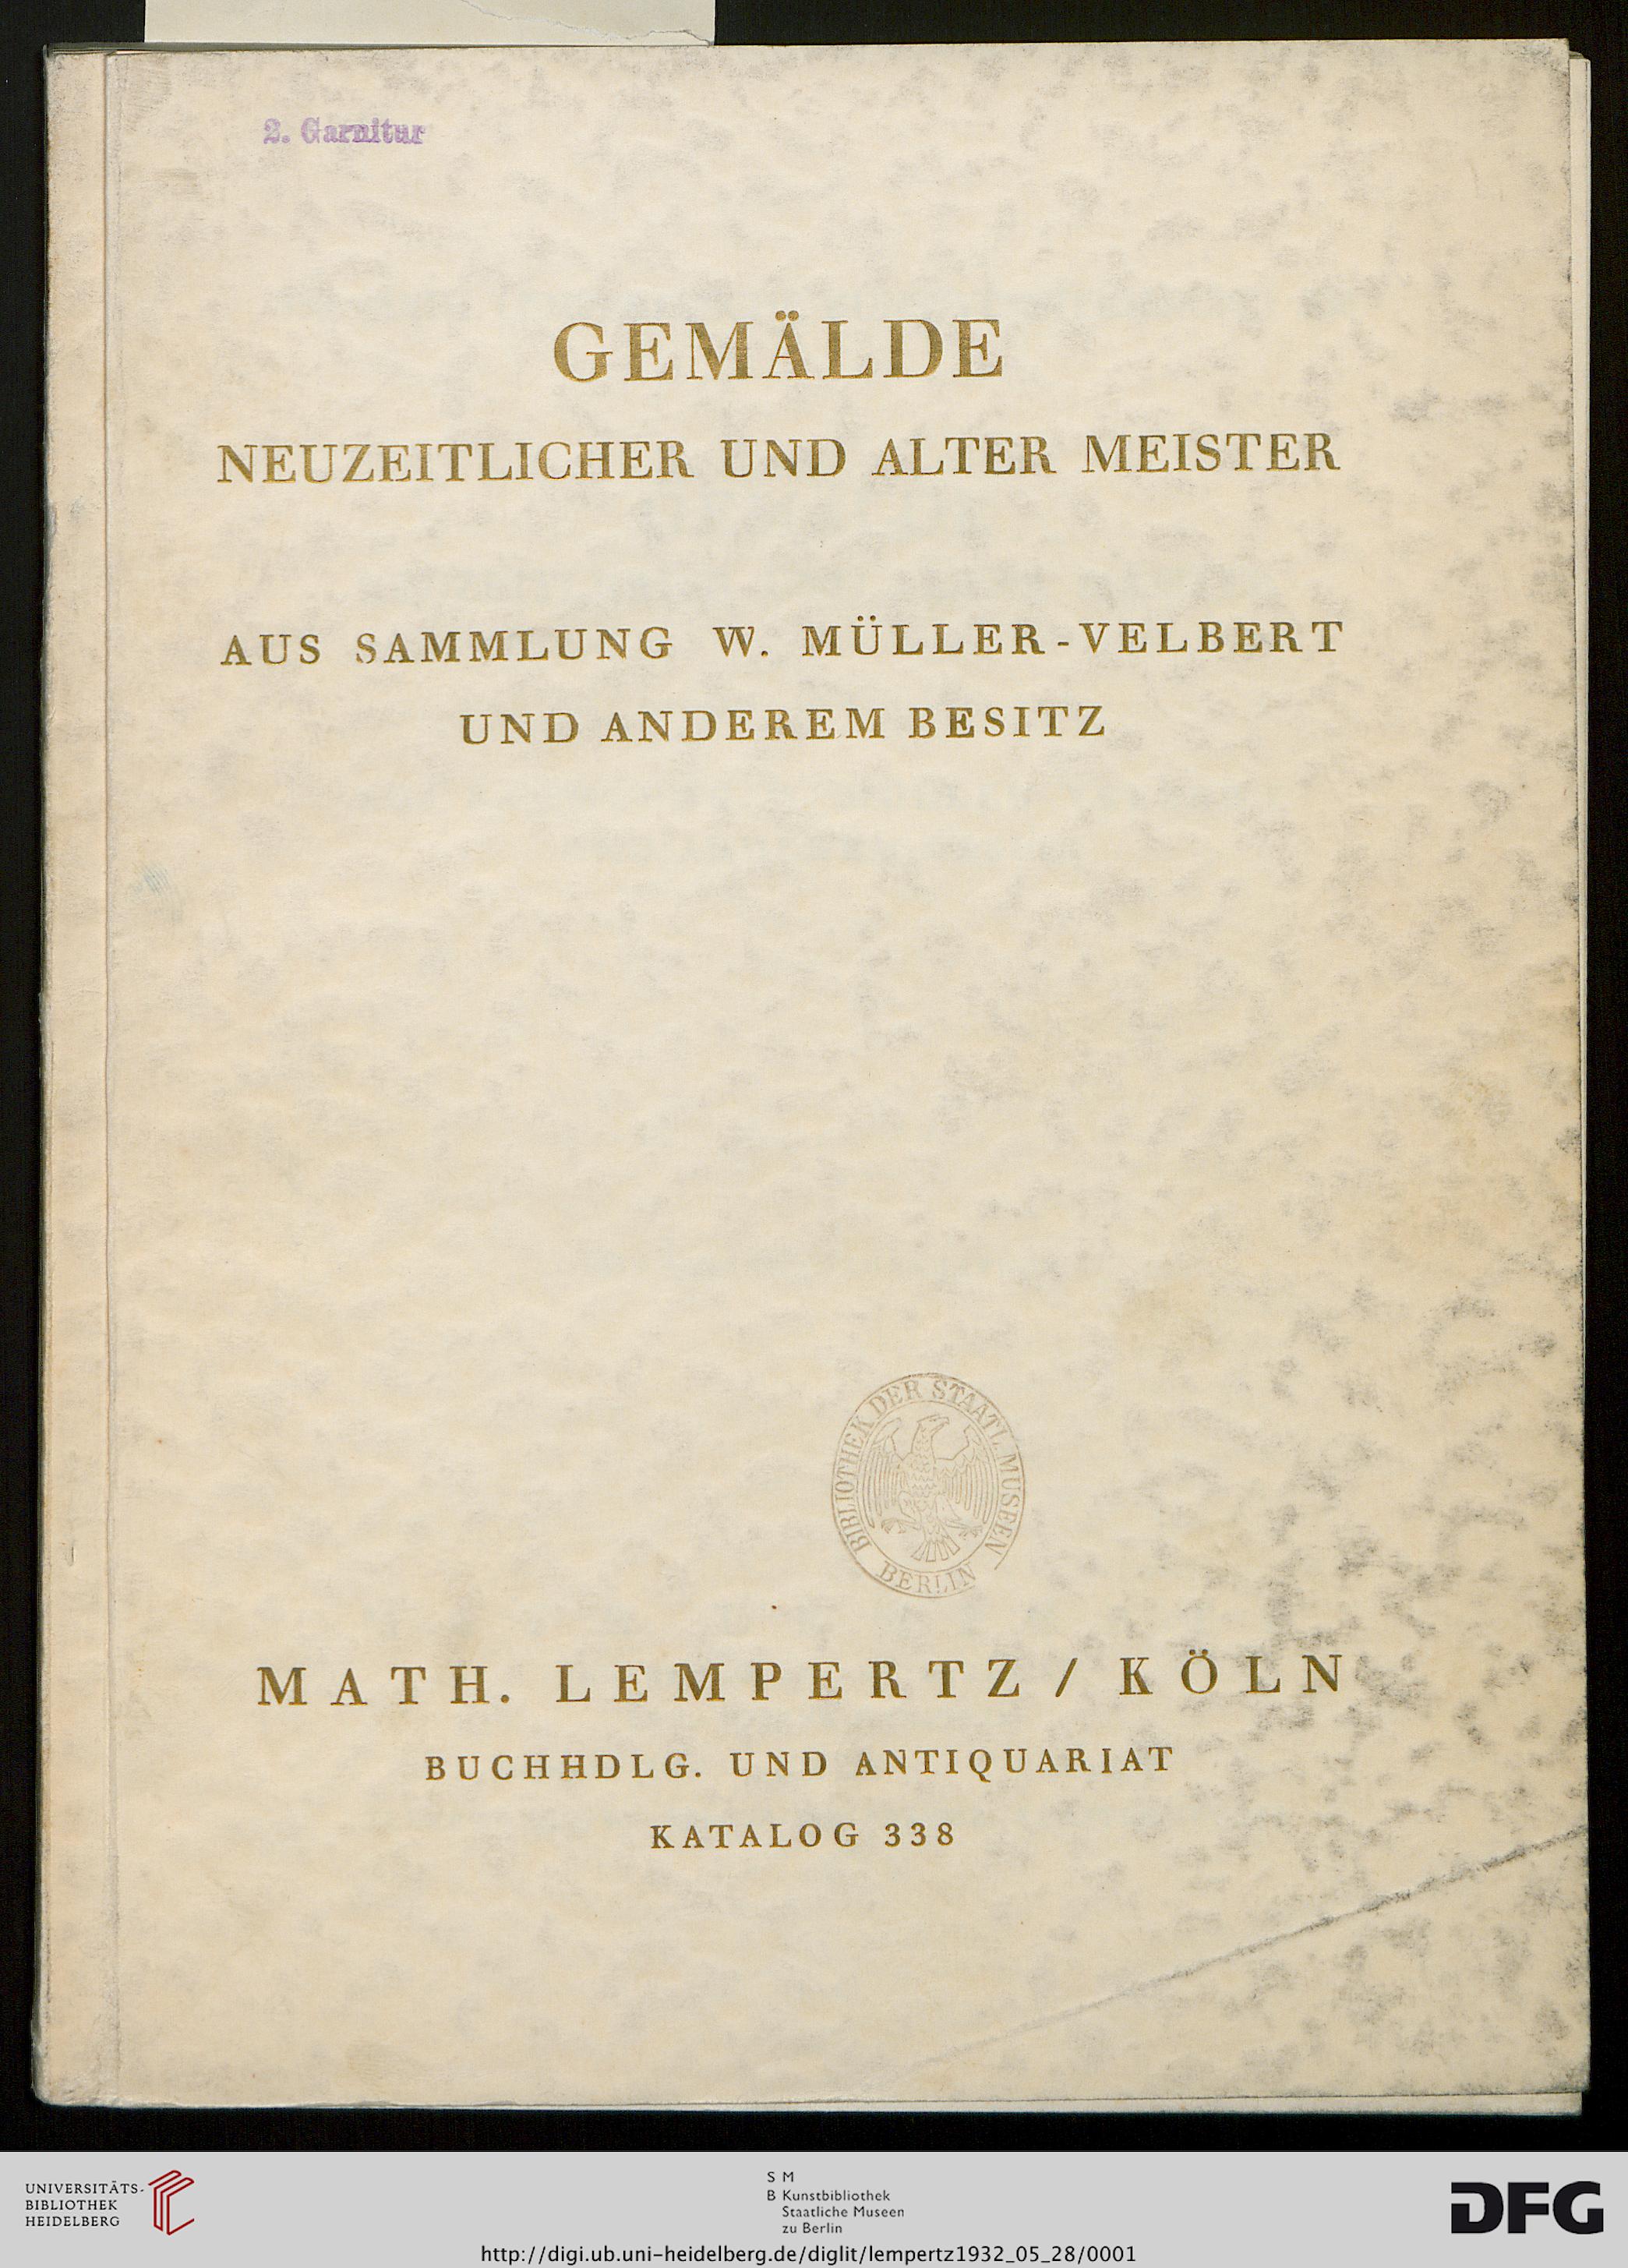 2. Garnitur
GEMÄLDE
NEUZEITLICHER UND ALTER MEISTER
AUS SAMMLUNG W. MÜLLER-VELBERT
UND ANDEREM BESITZ
BIBLIOTHEK DER STAATL. MUSEEN
BERLIN
MATH. LEMPERTZ / KÖLN
BUCHHDLG. UND ANTIQUARIAT
KATALOG 338
UNIVERSITÄTS-
BIBLIOTHEK
HEIDELBERG
S M
B Kunstbibliothek
Staatliche Museen
zu Berlin
DFG
http://digi.ub.uni-heidelberg.de/diglit/lempertz1932_05_28/0001